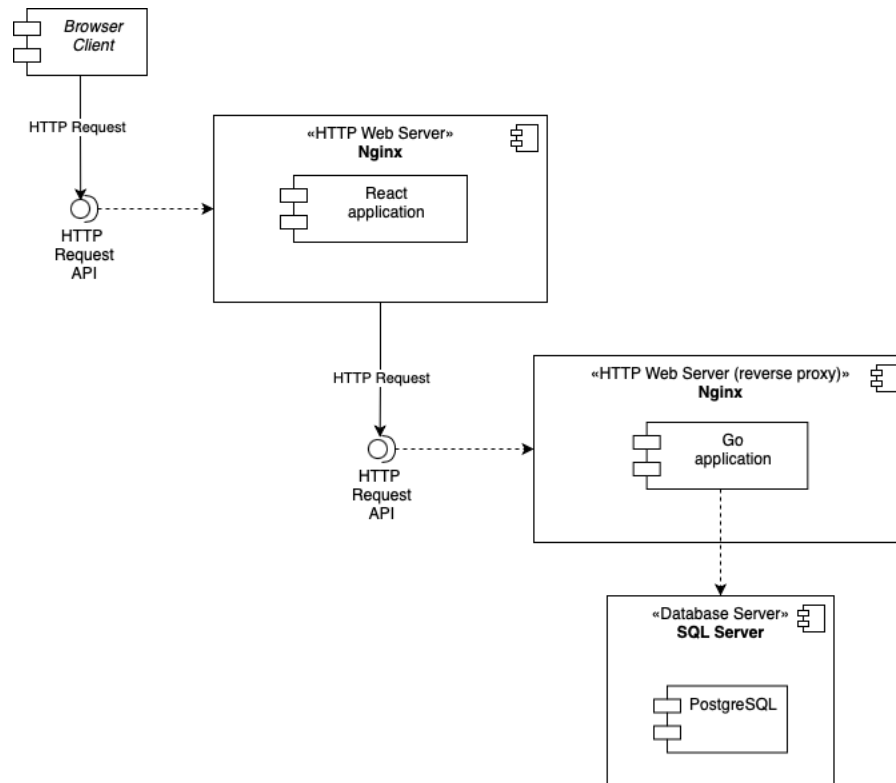 Browser
Client
HTTP Request
«HTTP Web Server»
Nginx
React
application
HTTP
Request
API
HTTP Request
«HTTP Web Server (reverse proxy)»
Nginx
Go
application
HTTP
Request
API
«Database Server»
SQL Server
PostgreSQL